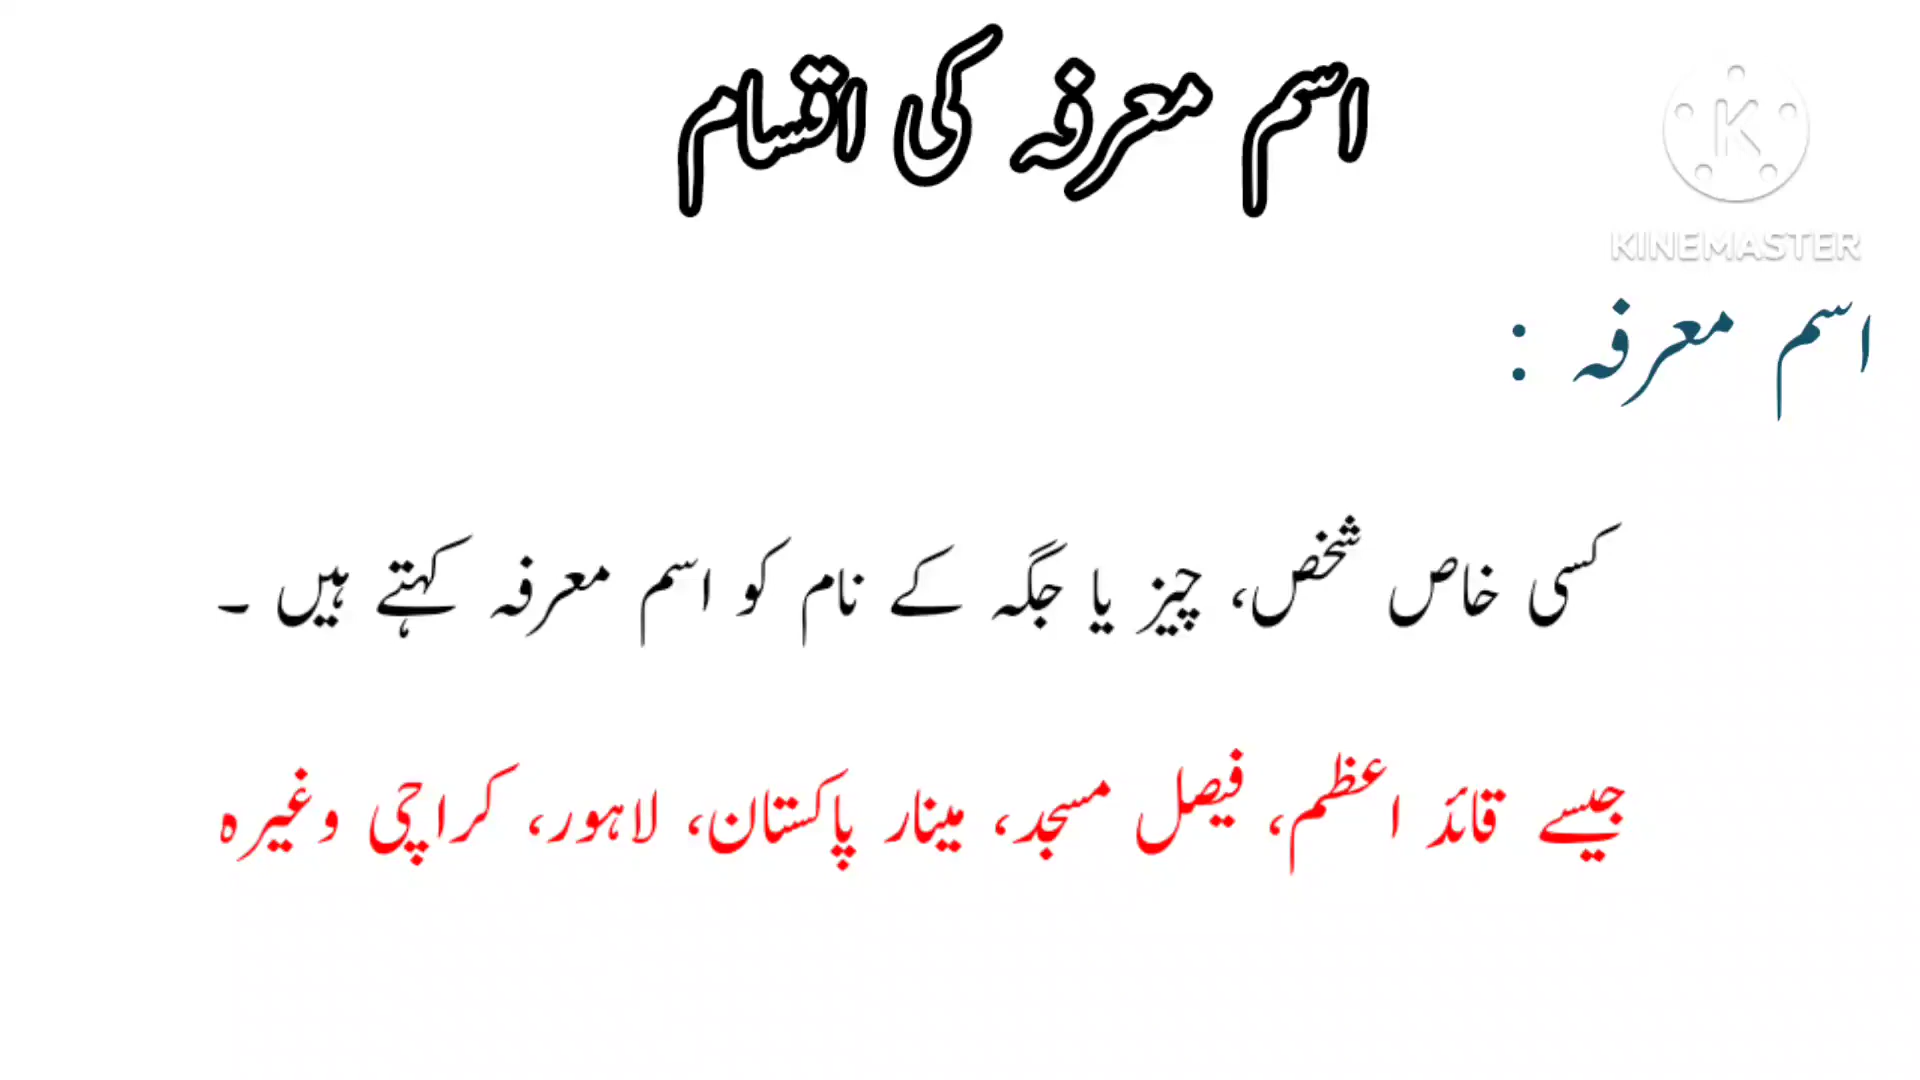 اسم معرفہ کی اقسام
K
KINEMASTER
اسم معرفہ :
کسی خاص شخص، چیز یا جگہ کے نام کو اسم معرفہ کہتے ہیں ۔
جیسے قائد اعظم، فیصل مسجد، مینار پاکستان، لاہور، کراچی وغیرہ